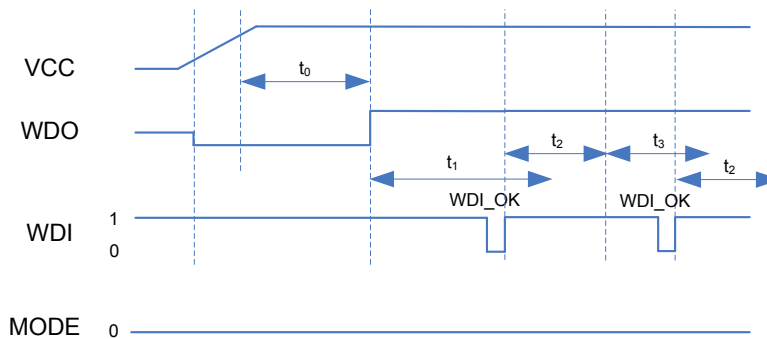 VCC
t0
WDO
t2
t3
t1
t2
WDI_OK
WDI_OK
1
WDI
0
MODE
0